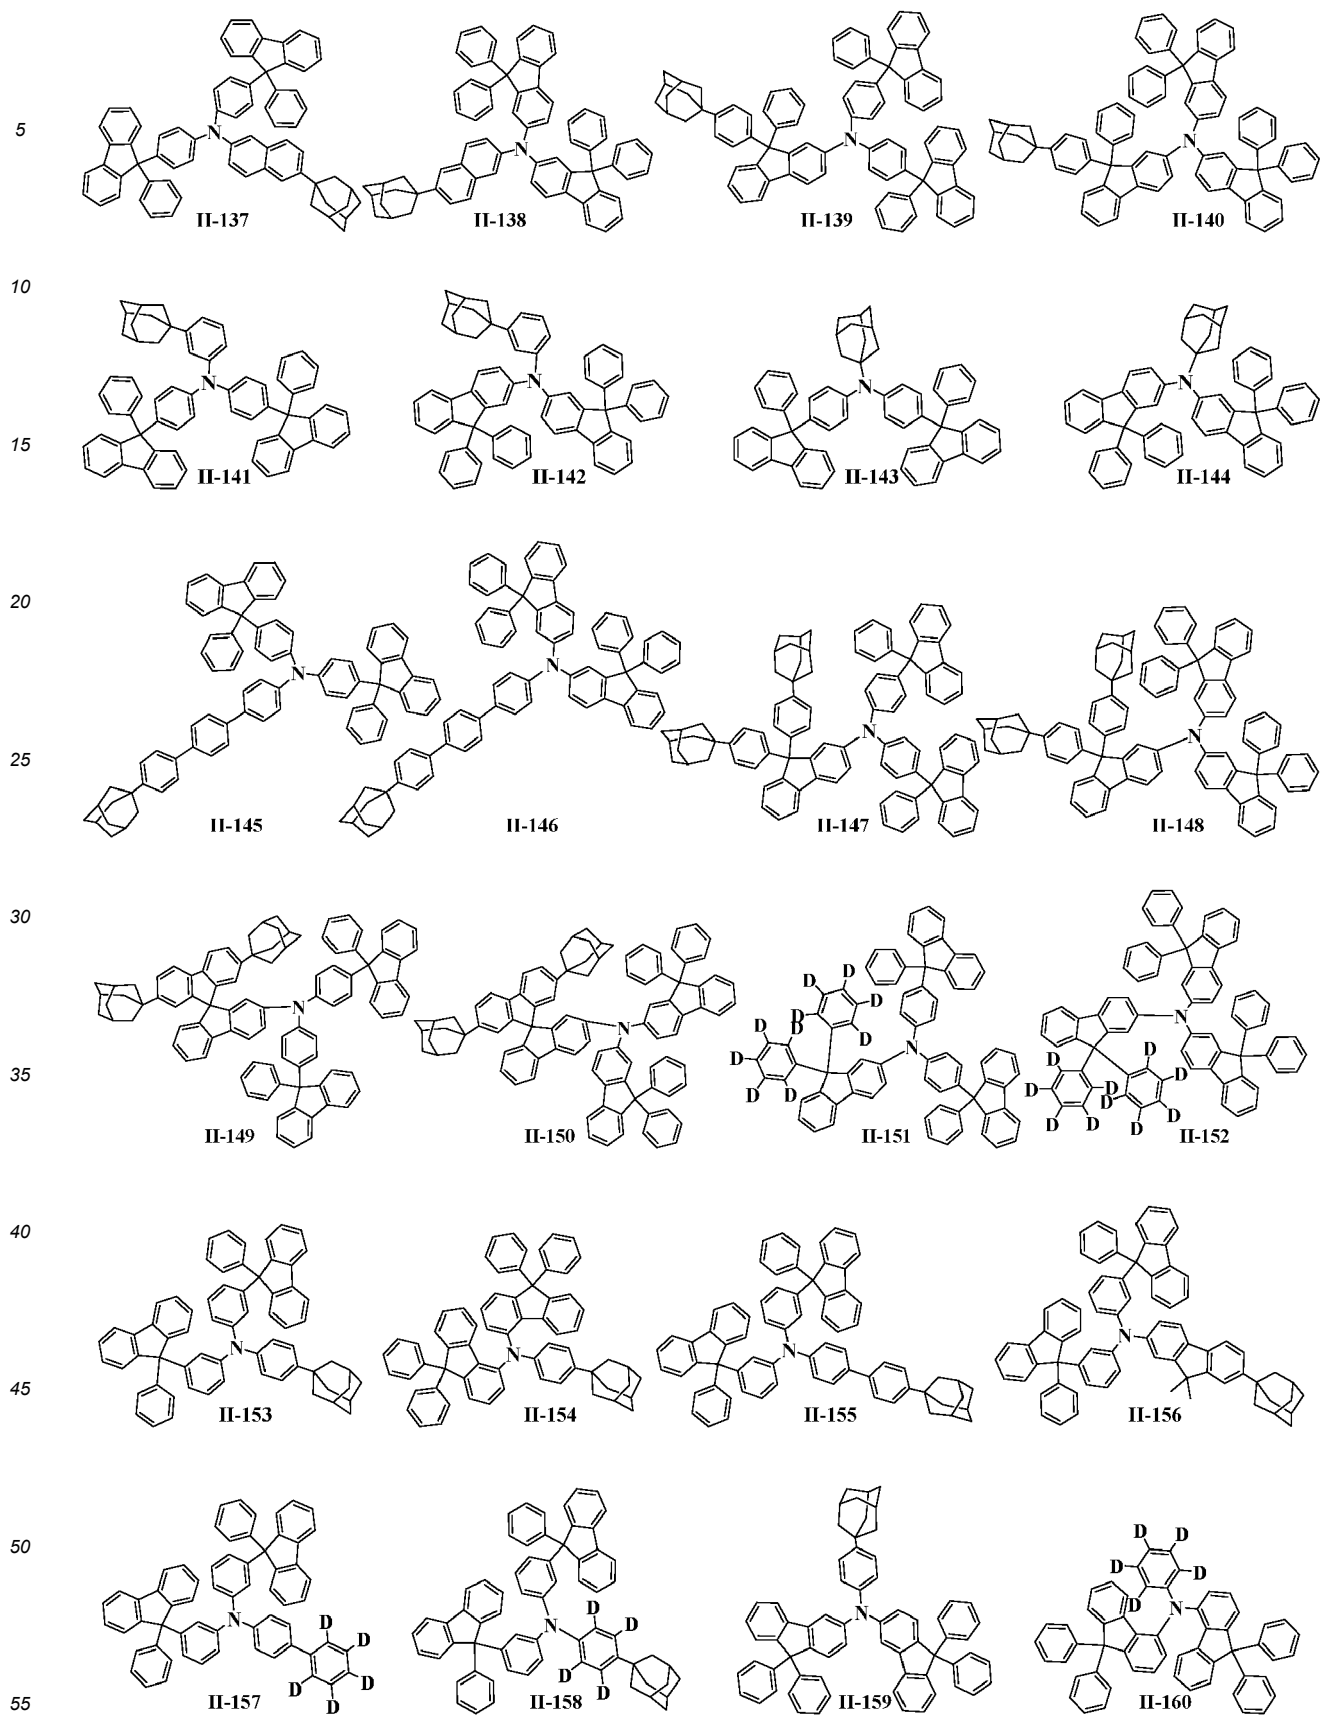 5
N N N N
II-137 II-138 II-139 II-140
10
N N N N
II-141 II-142 II-143 II-144
15
20
N N N N
25
II-145 II-146 II-147 II-148
30
N N D D D D D D D D D D N N D D D D D D D D D D
35
II-149 II-150 II-151 II-152
40
N N N N
45
II-153 II-154 II-155 II-156
50
N D D D D D N D D D D N D D D D D N
II-157 II-158 II-159 II-160
55